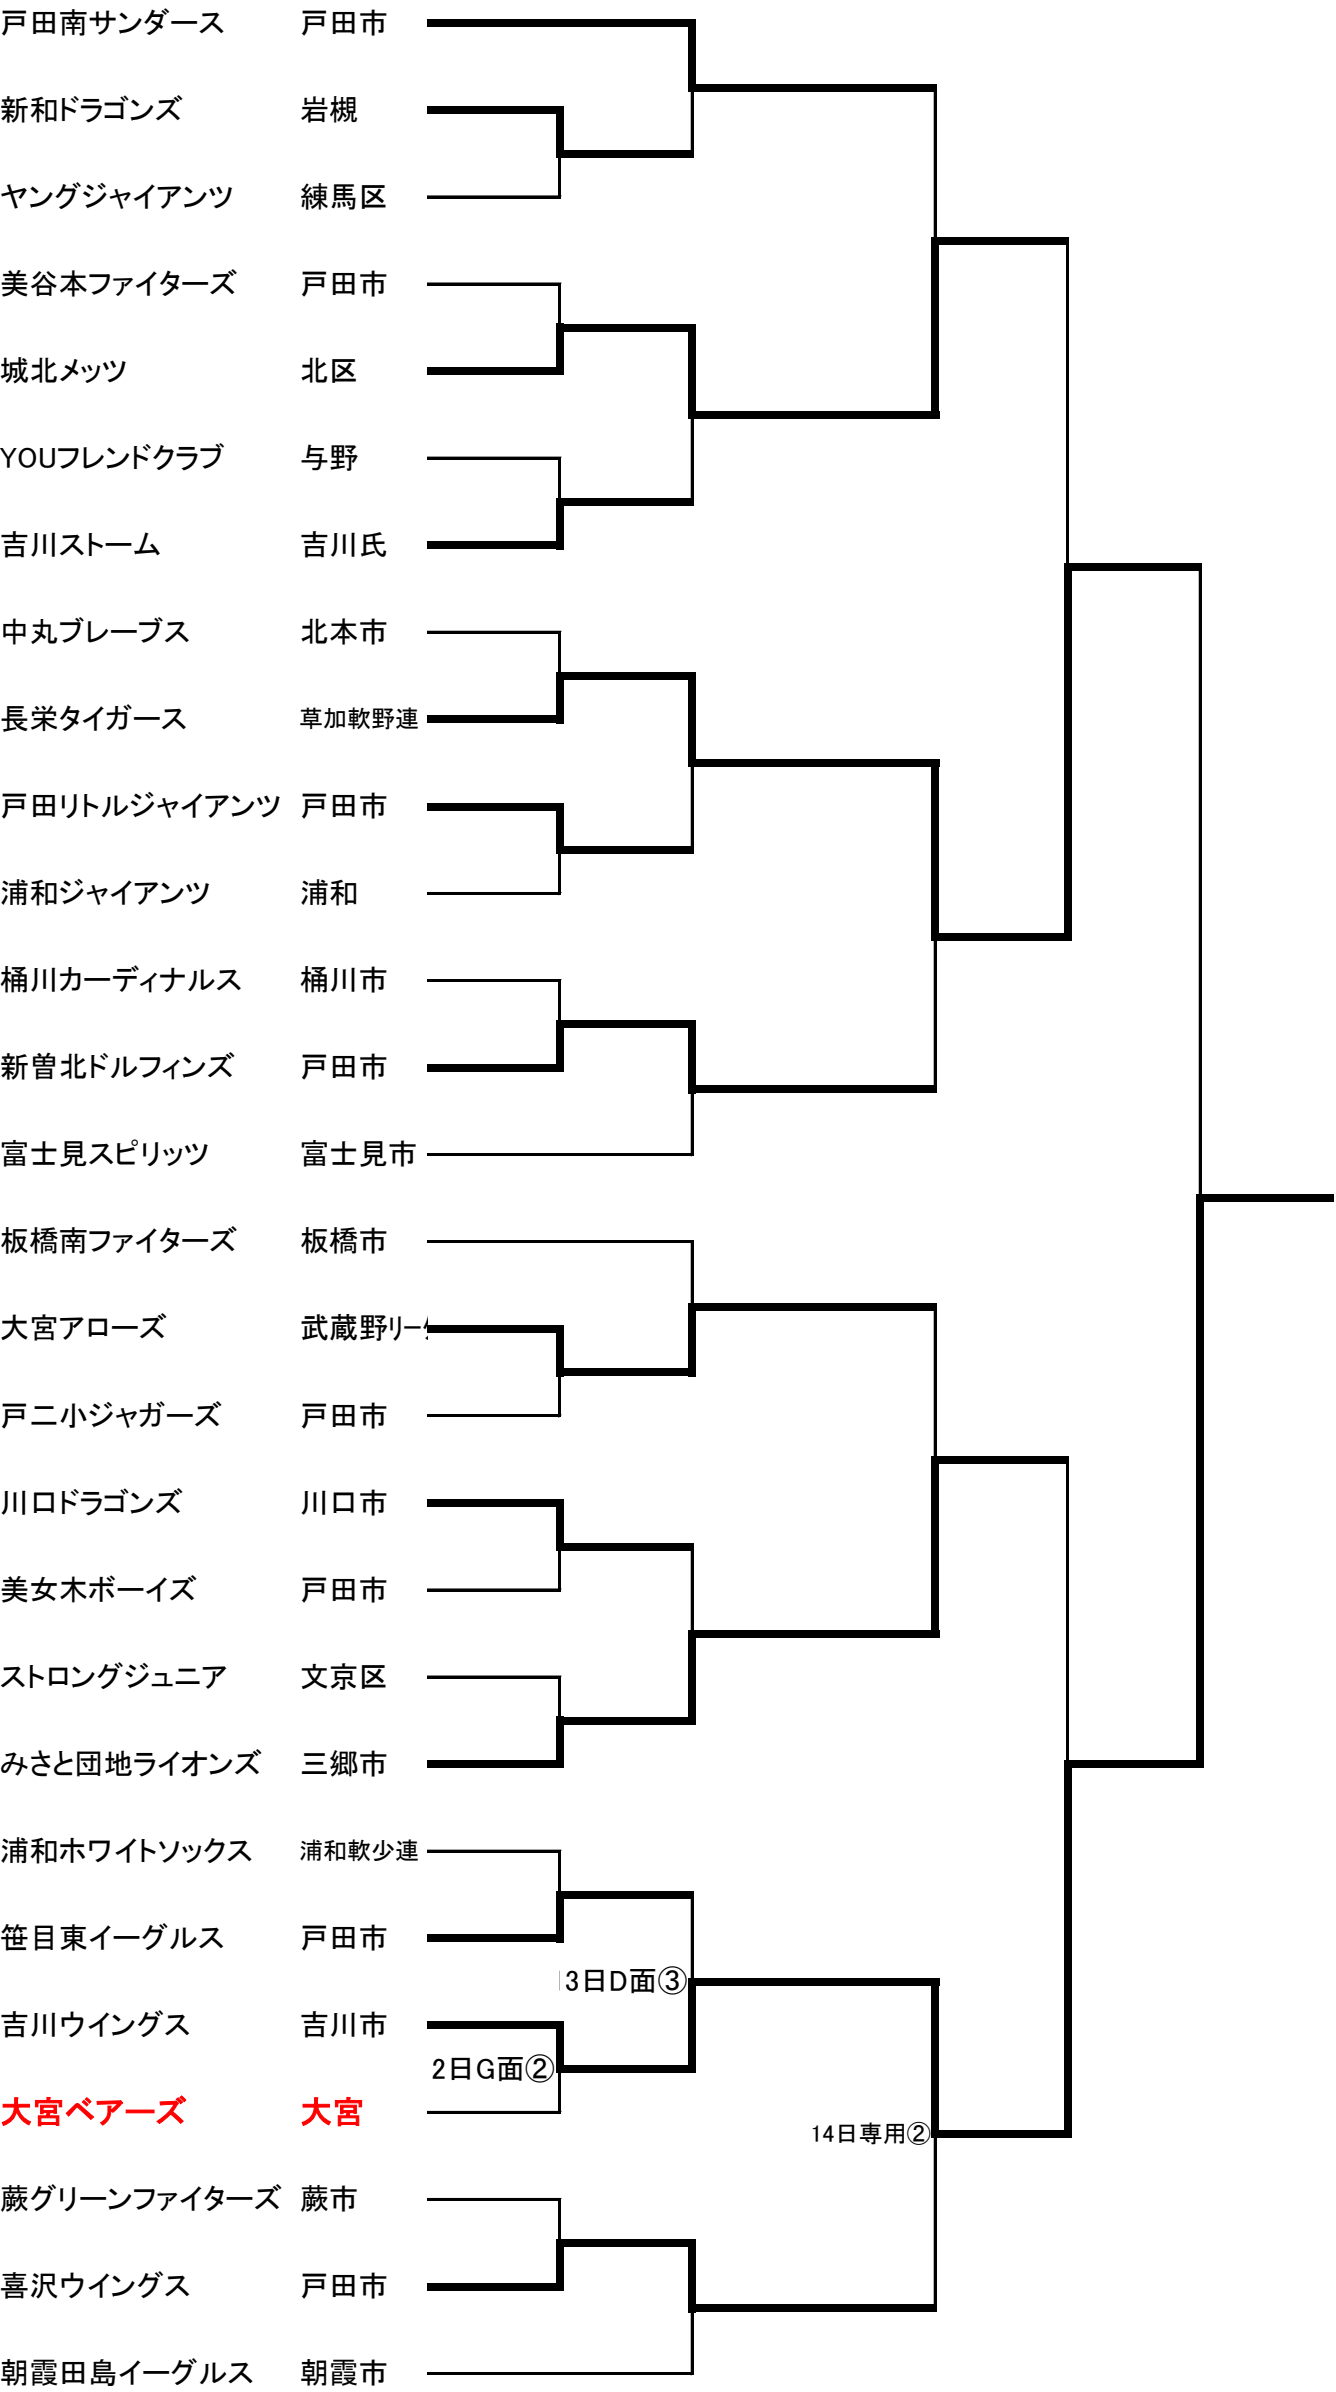 戸田南サンダース 戸田市
新和ドラゴンズ 岩槻
ヤングジャイアンツ 練馬区
美谷本ファイターズ 戸田市
城北メッツ 北区
YOUフレンドクラブ 与野
吉川ストーム 吉川氏
中丸ブレーブス 北本市
長栄タイガース 草加軟野連
戸田リトルジャイアンツ 戸田市
浦和ジャイアンツ 浦和
桶川カーディナルス 桶川市
新曽北ドルフィンズ 戸田市
富士見スピリッツ 富士見市
板橋南ファイターズ 板橋市
大宮アローズ 武蔵野リー
戸二小ジャガーズ 戸田市
川口ドラゴンズ 川口市
美女木ボーイズ 戸田市
ストロングジュニア 文京区
みさと団地ライオンズ 三郷市
浦和ホワイトソックス 浦和軟少連
笹目東イーグルス 戸田市
3日D面③
吉川ウイングス 吉川市
2日G面②
大宮ベアーズ 大宮
14日専用②
蕨グリーンファイターズ 蕨市
喜沢ウイングス 戸田市
朝霞田島イーグルス 朝霞市